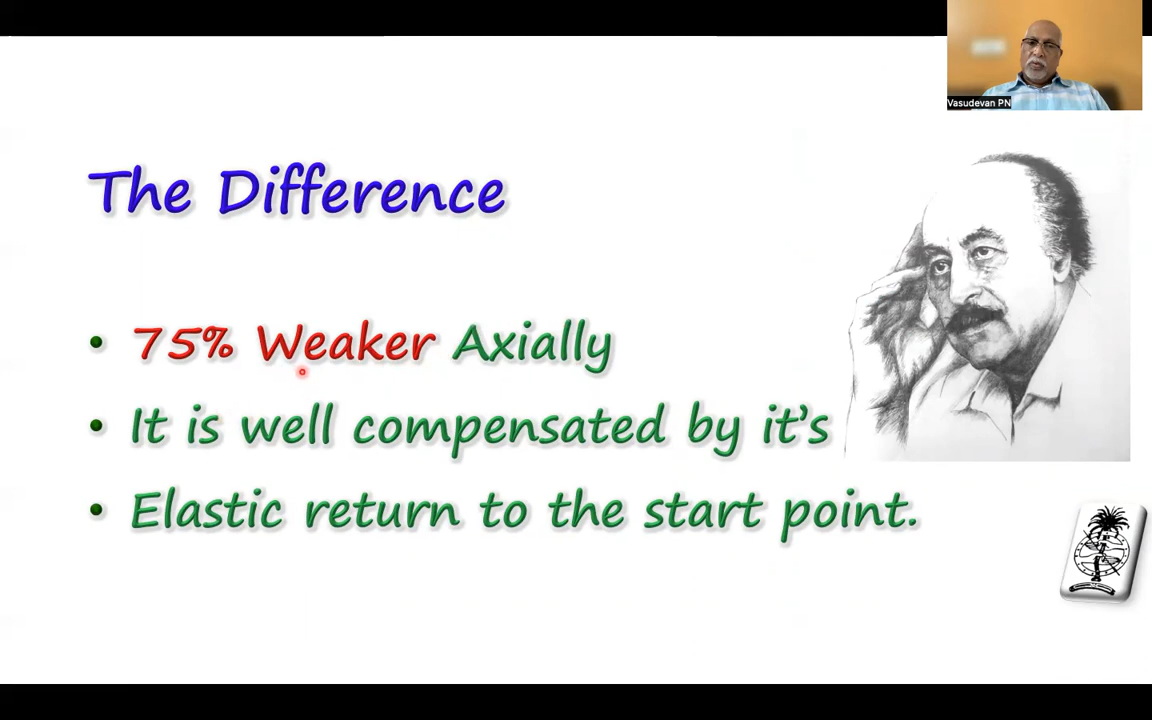 Vasudevan PN
The Difference
• 75% Weaker Axially
• It is well compensated by it's
• Elastic return to the start point.